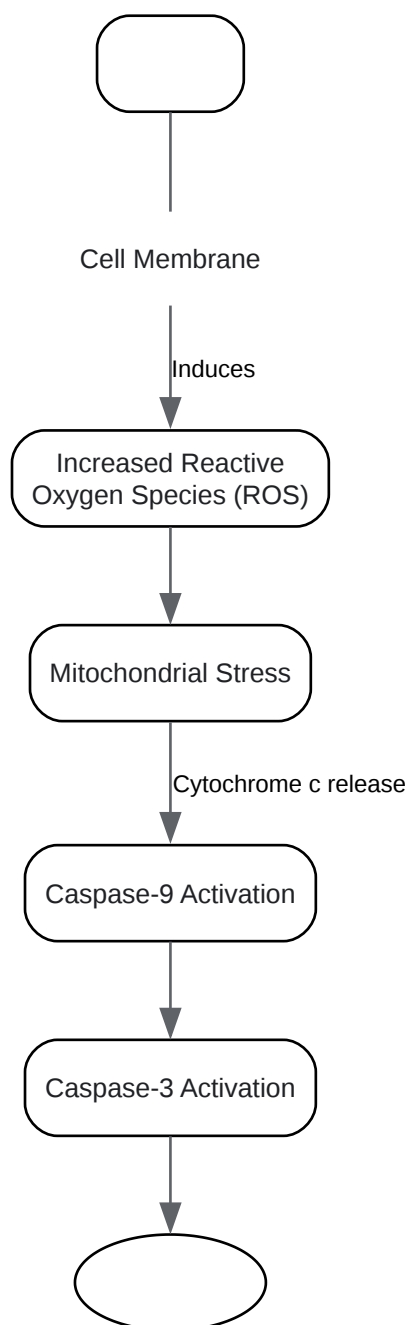 Cell Membrane
Induces
Increased Reactive
Oxygen Species (ROS)
Mitochondrial Stress
Cytochrome c release
Caspase-9 Activation
Caspase-3 Activation